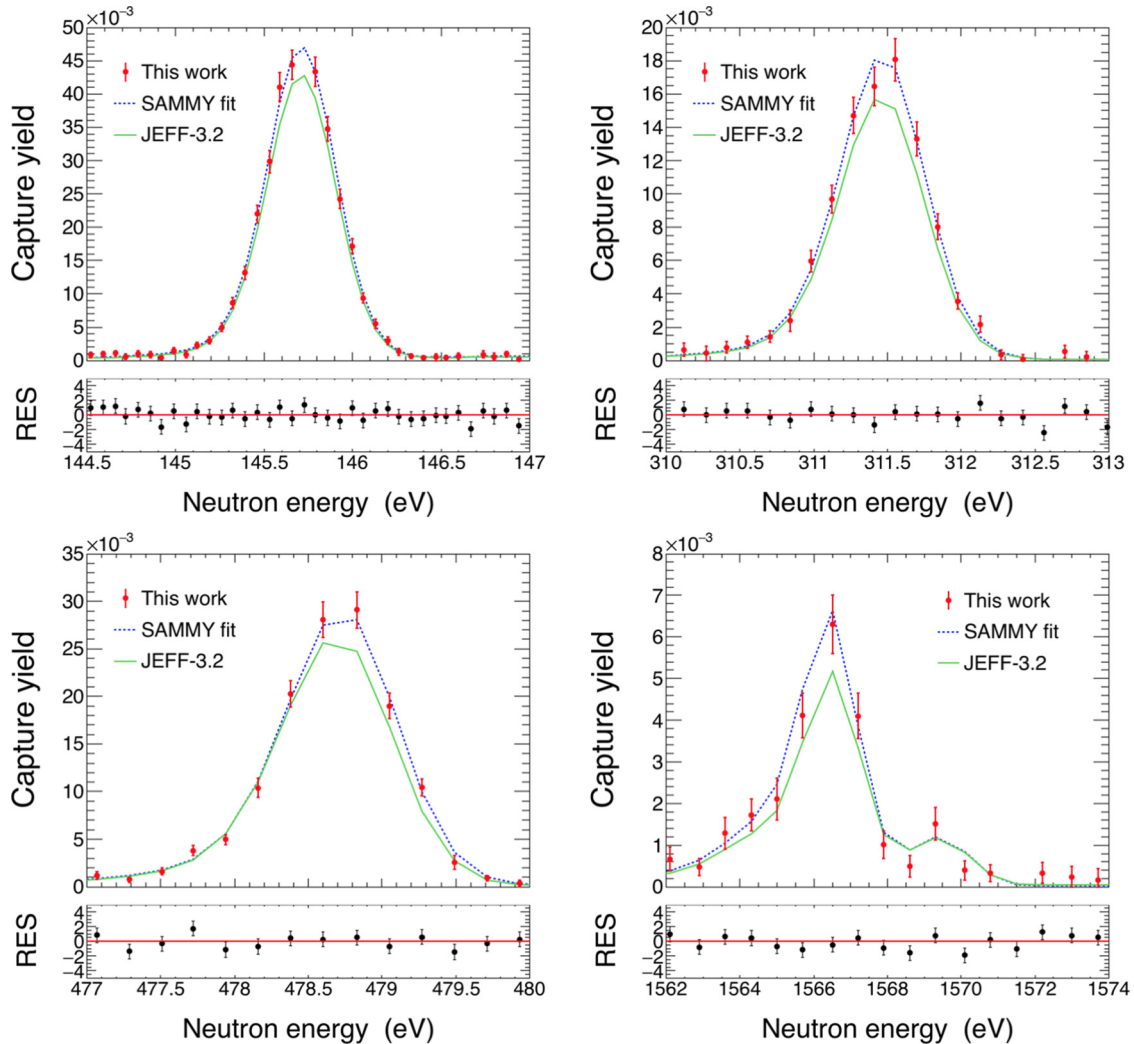 ×10⁻³
50
45
40
35
30
25
20
15
10
5
0
Capture yield
This work
SAMMY fit
JEFF-3.2
4
2
0
−2
−4
RES
144.5 145 145.5 146 146.5 147
Neutron energy (eV)
×10⁻³
20
18
16
14
12
10
8
6
4
2
0
Capture yield
This work
SAMMY fit
JEFF-3.2
4
2
0
−2
−4
RES
310 310.5 311 311.5 312 312.5 313
Neutron energy (eV)
×10⁻³
35
30
25
20
15
10
5
0
Capture yield
This work
SAMMY fit
JEFF-3.2
4
2
0
−2
−4
RES
477 477.5 478 478.5 479 479.5 480
Neutron energy (eV)
×10⁻³
8
7
6
5
4
3
2
1
0
Capture yield
This work
SAMMY fit
JEFF-3.2
4
2
0
−2
−4
RES
1562 1564 1566 1568 1570 1572 1574
Neutron energy (eV)